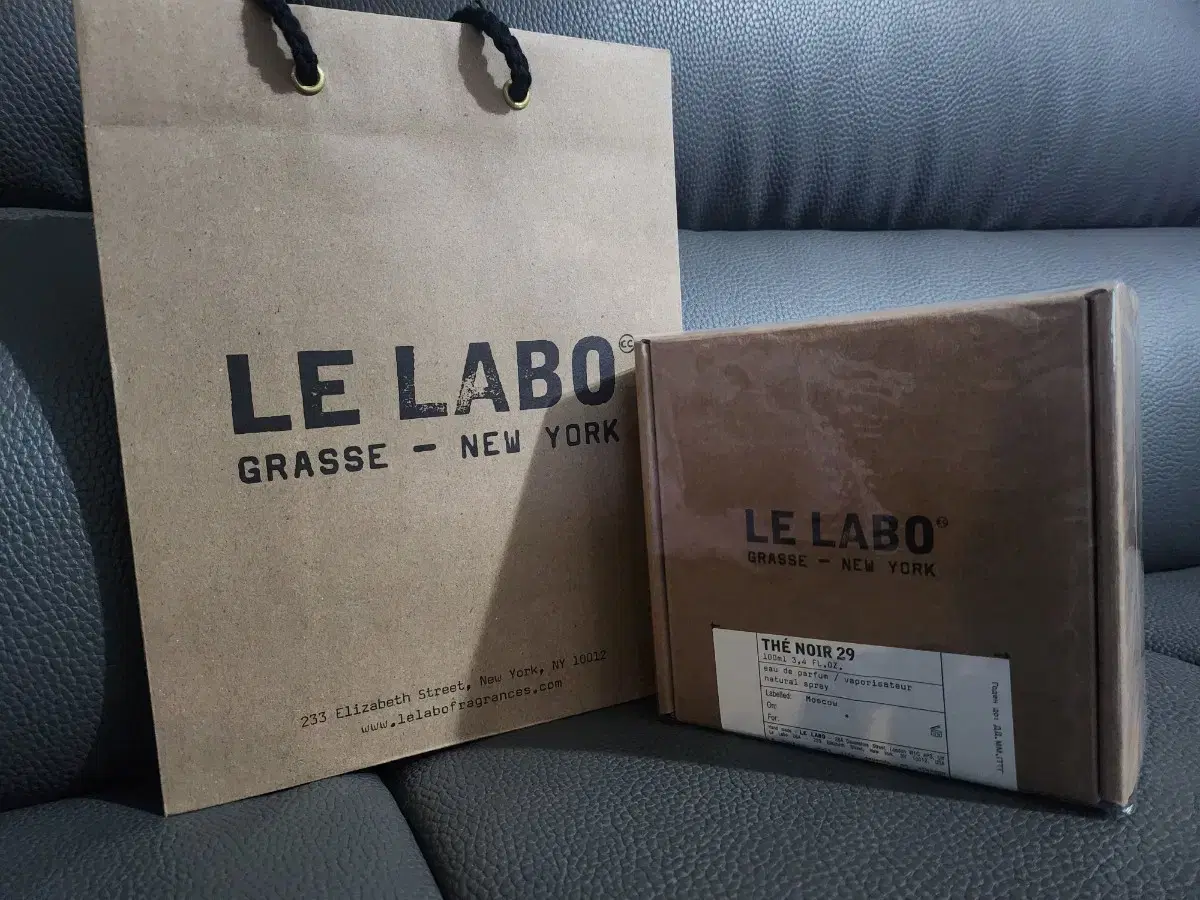 LE LABO
GRASSE — NEW YORK
233 Elizabeth Street, New York, NY 10012
www.lelabofragrances.com
LE LABO
GRASSE — NEW YORK
THÉ NOIR 29
100ml 3.4 FL.OZ.
eau de parfum / vaporisateur
natural spray
Labelled: Moscow
On:
For:
LE LABO